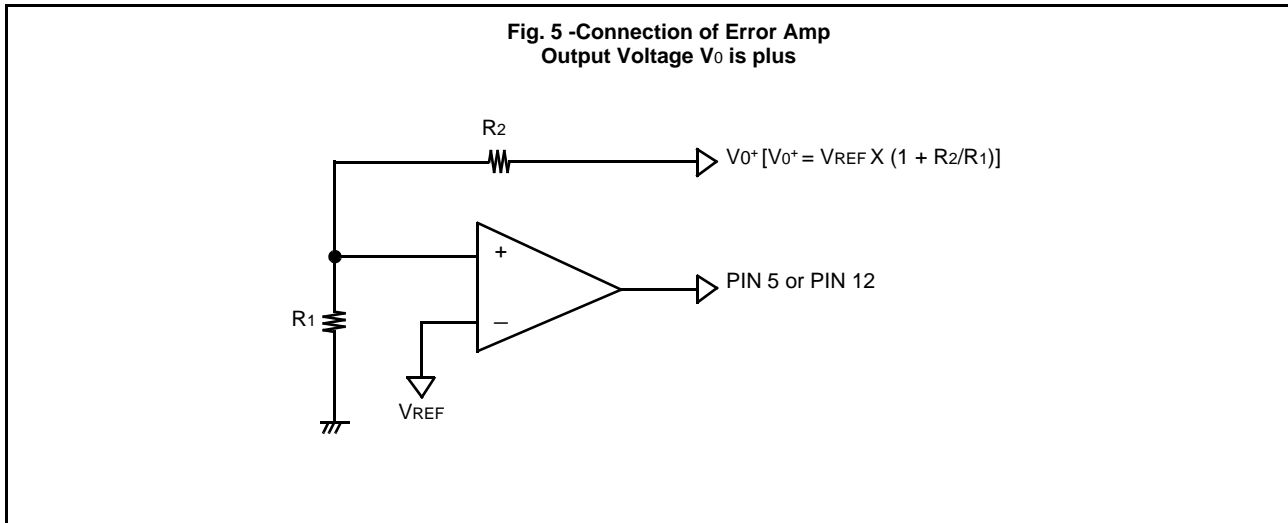 Fig. 5 -Connection of Error Amp
Output Voltage V0 is plus
R2
V0+ [V0+ = VREF X (1 + R2/R1)]
+
PIN 5 or PIN 12
R1
–
VREF